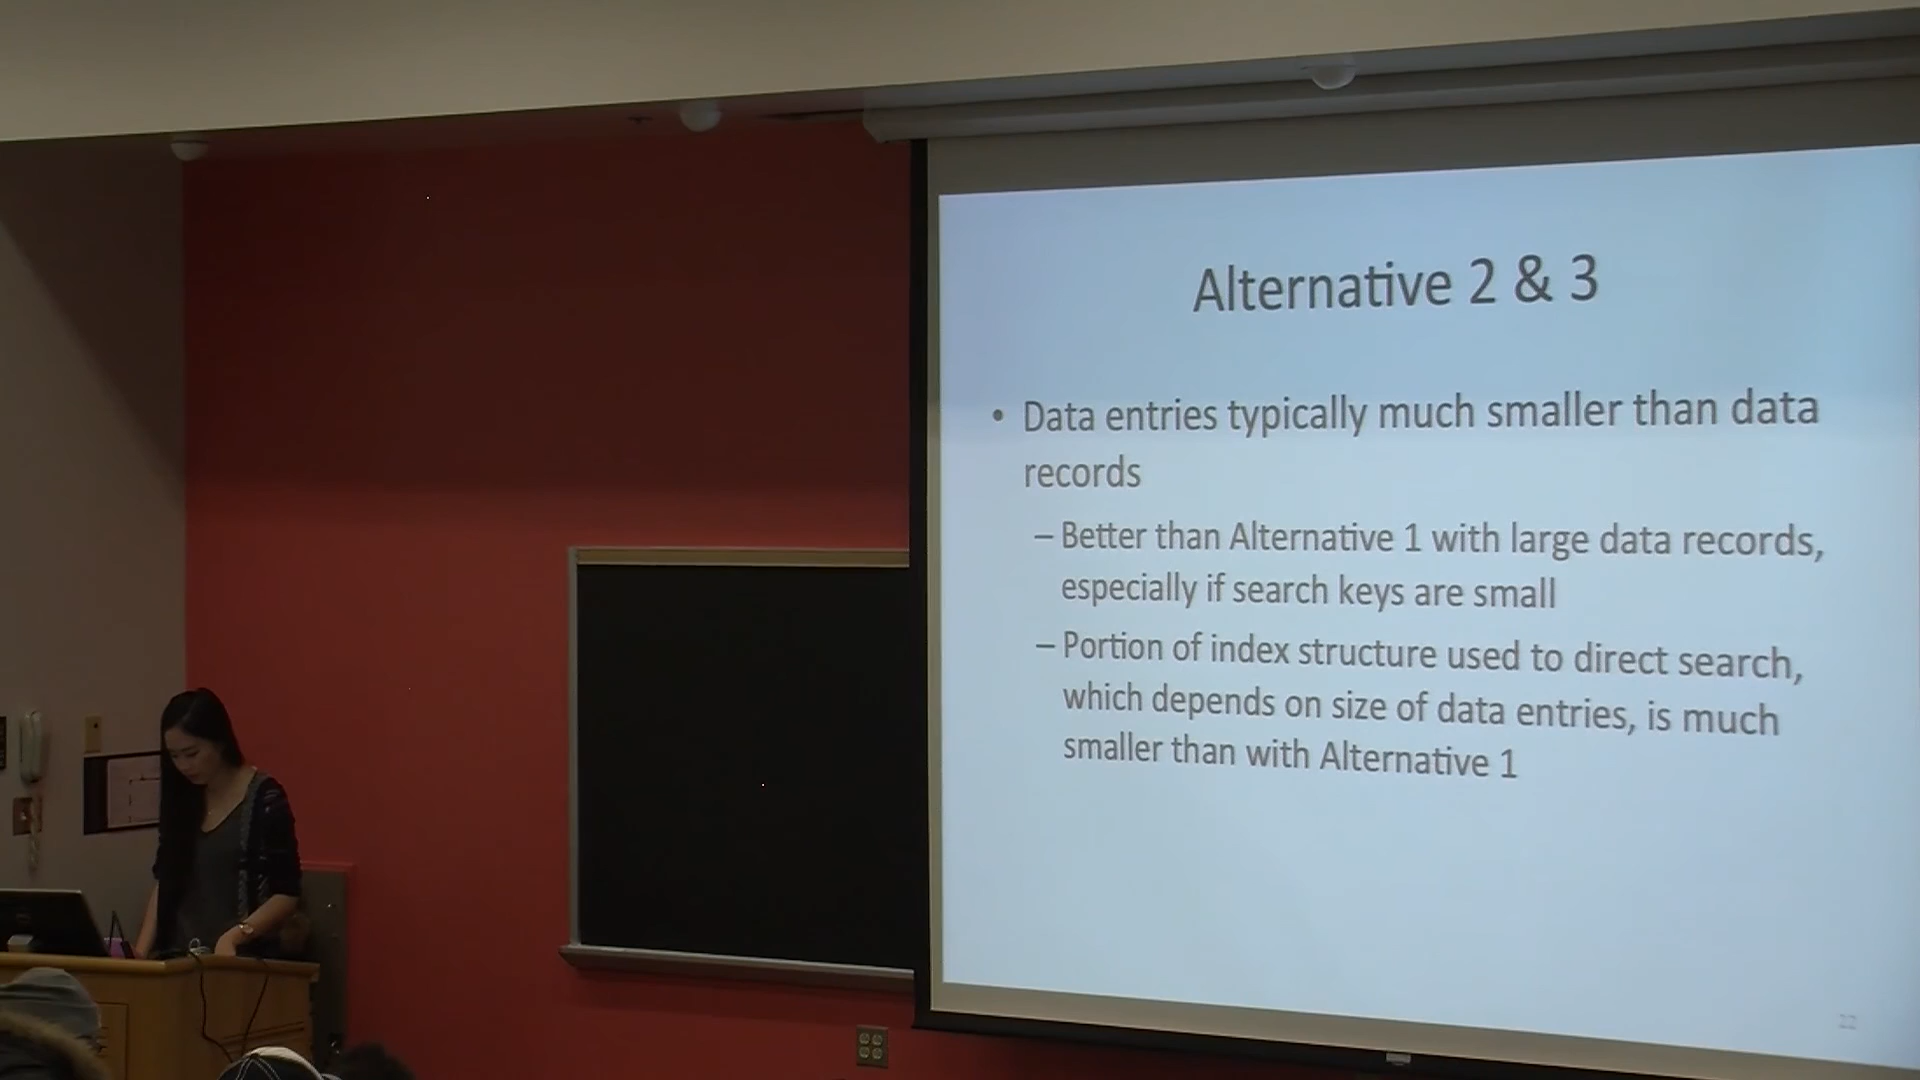 Alternative 2 & 3
• Data entries typically much smaller than data
records
– Better than Alternative 1 with large data records,
especially if search keys are small
– Portion of index structure used to direct search,
which depends on size of data entries, is much
smaller than with Alternative 1